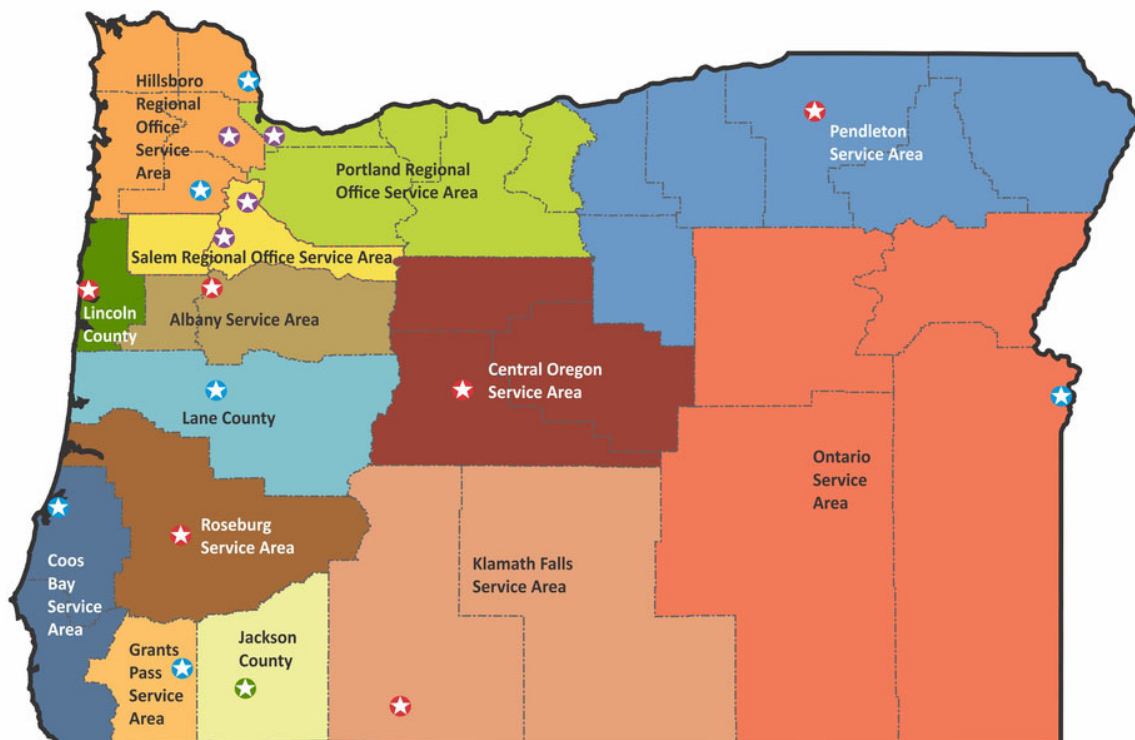 Hillsboro
Regional
Office
Service
Area
Pendleton
Service Area
Portland Regional
Office Service Area
Salem Regional Office Service Area
Lincoln
County
Albany Service Area
Central Oregon
Service Area
Lane County
Ontario
Service
Area
Roseburg
Service Area
Coos
Bay
Service
Area
Klamath Falls
Service Area
Grants
Pass
Service
Area
Jackson
County